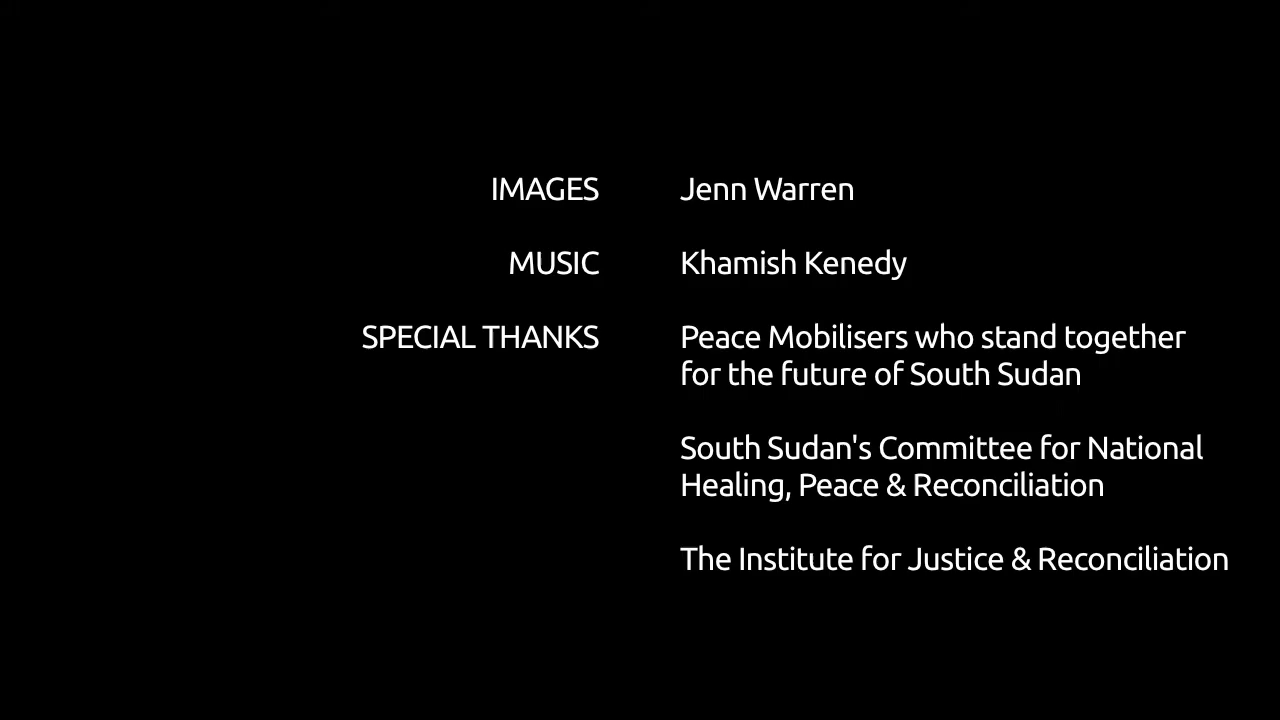 IMAGES Jenn Warren
MUSIC Khamish Kenedy
SPECIAL THANKS Peace Mobilisers who stand together
for the future of South Sudan
South Sudan's Committee for National
Healing, Peace & Reconciliation
The Institute for Justice & Reconciliation